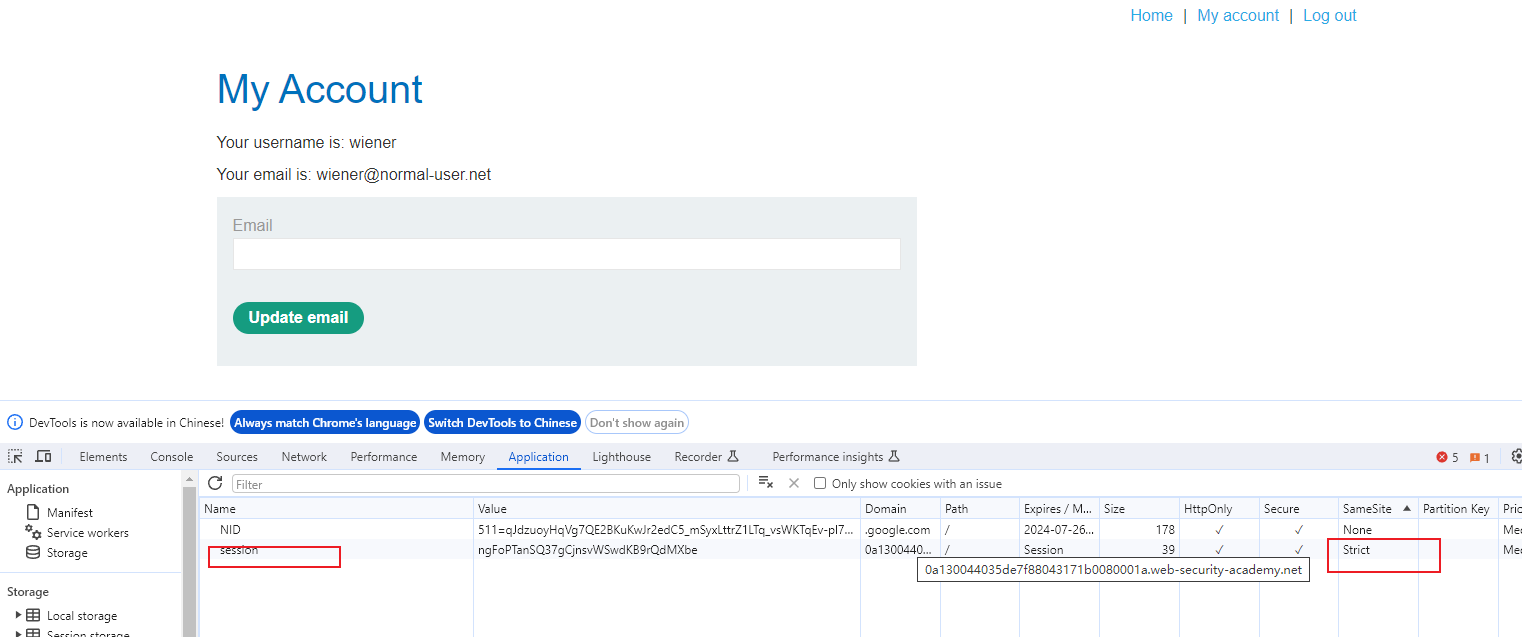 Home | My account | Log out
My Account
Your username is: wiener
Your email is: wiener@normal-user.net
Email
Update email
DevTools is now available in Chinese! Always match Chrome's language Switch DevTools to Chinese Don't show again
Elements Console Sources Network Performance Memory Application Lighthouse Recorder Performance insights 5 1
Application
Manifest
Service workers
Storage
Storage
Local storage
Session storage
Filter Only show cookies with an issue
Name Value Domain Path Expires / M... Size HttpOnly Secure SameSite Partition Key
NID 511=qJdzuoyHqVg7QE2BKuKwJr2edC5_mSyxLttrZ1LTq_vsWKTqEv-pI7... .google.com / 2024-07-26... 178 ✓ ✓ None
session ngFoPTanSQ37gCjnsvWSwdKB9rQdMXbe 0a1300440... / Session 39 ✓ ✓ Strict
0a130044035de7f88043171b0080001a.web-security-academy.net